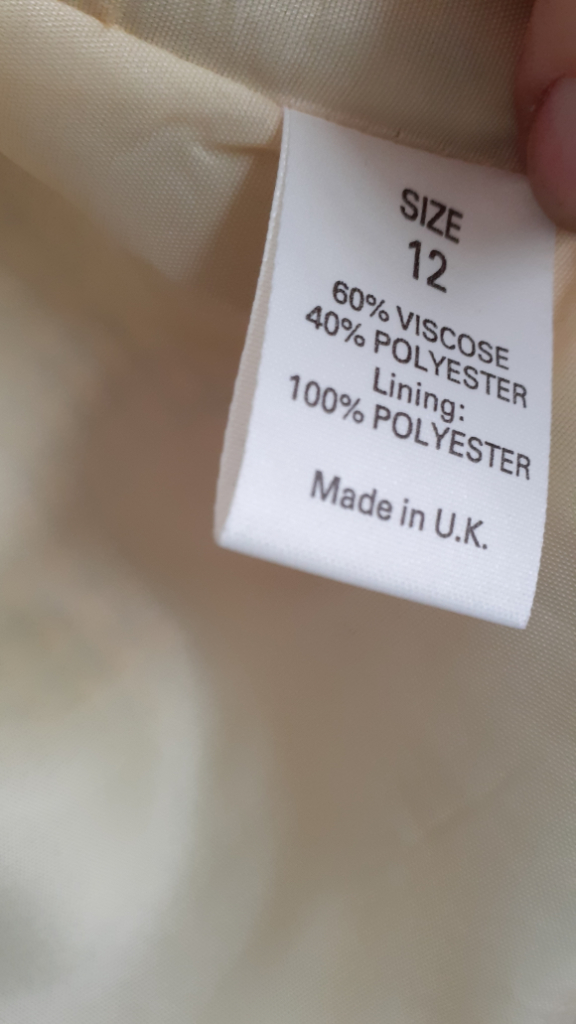 SIZE
12
60% VISCOSE
40% POLYESTER
Lining:
100% POLYESTER
Made in U.K.